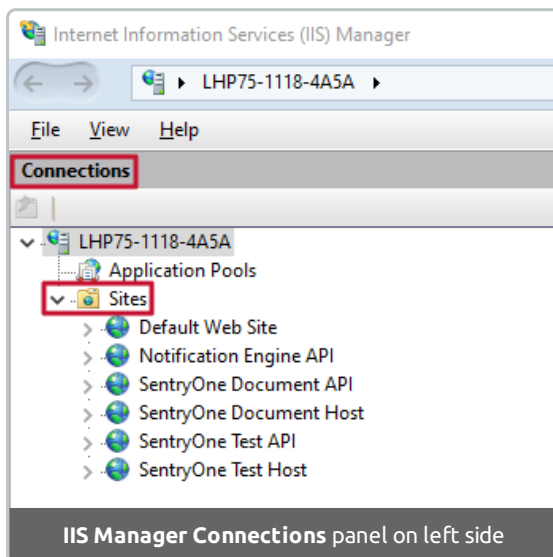 Internet Information Services (IIS) Manager
LHP75-1118-4A5A
File View Help
Connections
LHP75-1118-4A5A
Application Pools
Sites
Default Web Site
Notification Engine API
SentryOne Document API
SentryOne Document Host
SentryOne Test API
SentryOne Test Host
IIS Manager Connections panel on left side